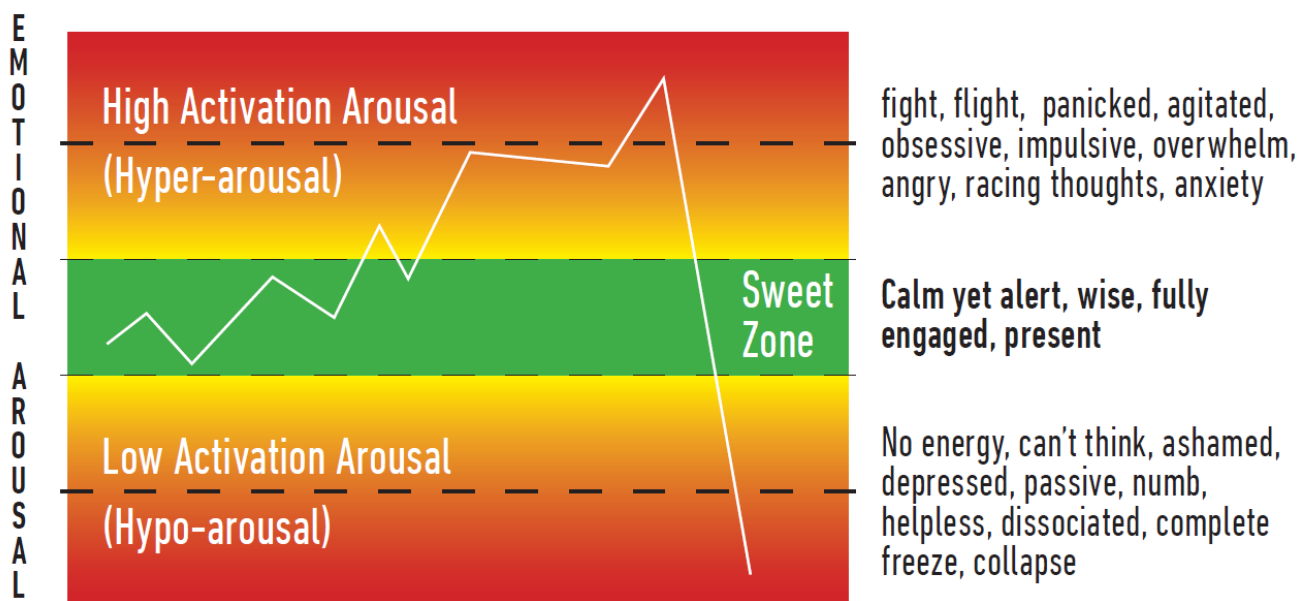 EMOTIONAL AROUSAL
High Activation Arousal
(Hyper-arousal)
fight, flight, panicked, agitated,
obsessive, impulsive, overwhelm,
angry, racing thoughts, anxiety
Sweet
Zone
Calm yet alert, wise, fully
engaged, present
Low Activation Arousal
(Hypo-arousal)
No energy, can't think, ashamed,
depressed, passive, numb,
helpless, dissociated, complete
freeze, collapse